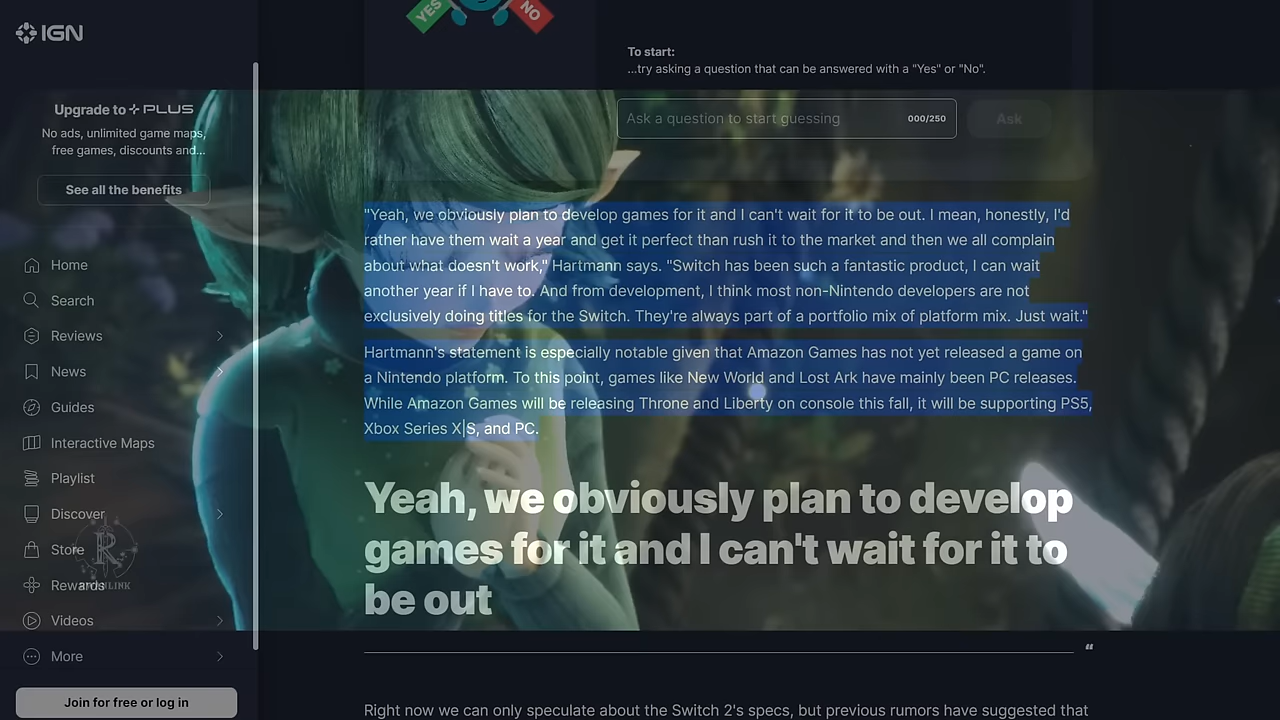 IGN
YES
NO
To start:
...try asking a question that can be answered with a "Yes" or "No".
Upgrade to PLUS
No ads, unlimited game maps,
free games, discounts and...
See all the benefits
Ask a question to start guessing
000/250
Ask
Home
Search
Reviews
News
Guides
Interactive Maps
Playlist
Discover
Store
Rewards
Videos
More
Join for free or log in
"Yeah, we obviously plan to develop games for it and I can't wait for it to be out. I mean, honestly, I'd
rather have them wait a year and get it perfect than rush it to the market and then we all complain
about what doesn't work," Hartmann says. "Switch has been such a fantastic product, I can wait
another year if I have to. And from development, I think most non-Nintendo developers are not
exclusively doing titles for the Switch. They're always part of a portfolio mix of platform mix. Just wait."
Hartmann's statement is especially notable given that Amazon Games has not yet released a game on
a Nintendo platform. To this point, games like New World and Lost Ark have mainly been PC releases.
While Amazon Games will be releasing Throne and Liberty on console this fall, it will be supporting PS5,
Xbox Series X|S, and PC.
Yeah, we obviously plan to develop
games for it and I can't wait for it to
be out
“
Right now we can only speculate about the Switch 2's specs, but previous rumors have suggested that